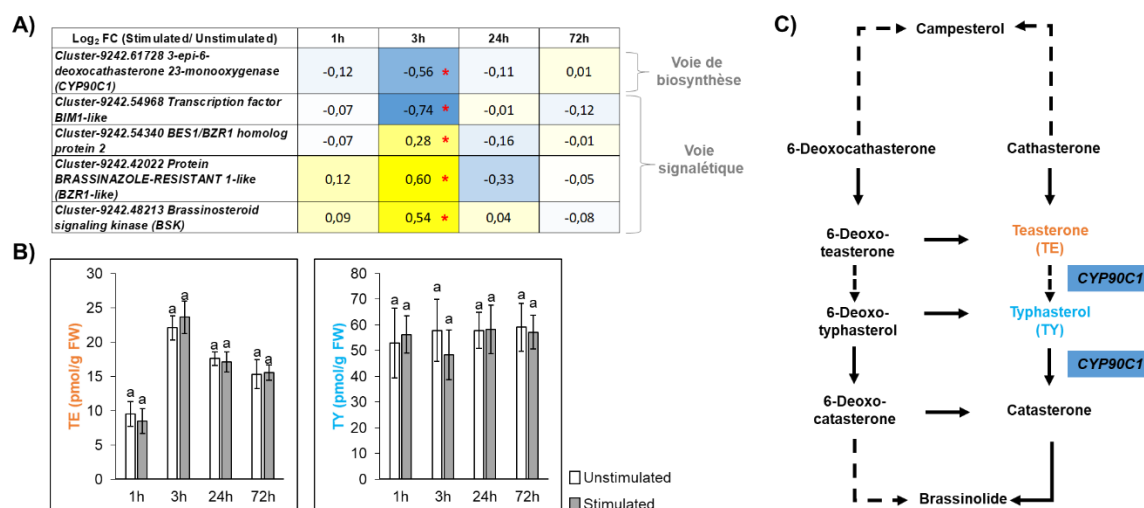 A)
Log₂ FC (Stimulated/ Unstimulated) 1h 3h 24h 72h
Cluster-9242.61728 3-epi-6-
deoxocathasterone 23-monooxygenase
(CYP90C1)
-0,12 -0,56 * -0,11 0,01
Cluster-9242.54968 Transcription factor
BIM1-like
-0,07 -0,74 * -0,01 -0,12
Cluster-9242.54340 BES1/BZR1 homolog
protein 2
-0,07 0,28 * -0,16 -0,01
Cluster-9242.42022 Protein
BRASSINAZOLE-RESISTANT 1-like
(BZR1-like)
0,12 0,60 * -0,33 -0,05
Cluster-9242.48213 Brassinosteroid
signaling kinase (BSK)
0,09 0,54 * 0,04 -0,08
Voie de
biosynthèse
Voie
signalétique
B)
TE (pmol/g FW)
30
25
20
15
10
5
0
a a a a a a a a
1h 3h 24h 72h
TY (pmol/g FW)
80
70
60
50
40
30
20
10
0
a a a a a a a a
1h 3h 24h 72h
Unstimulated
Stimulated
C)
Campesterol
6-Deoxocathasterone Cathasterone
6-Deoxo-
teasterone
Teasterone
(TE)
CYP90C1
6-Deoxo-
typhasterol
Typhasterol
(TY)
CYP90C1
6-Deoxo-
catasterone
Catasterone
Brassinolide